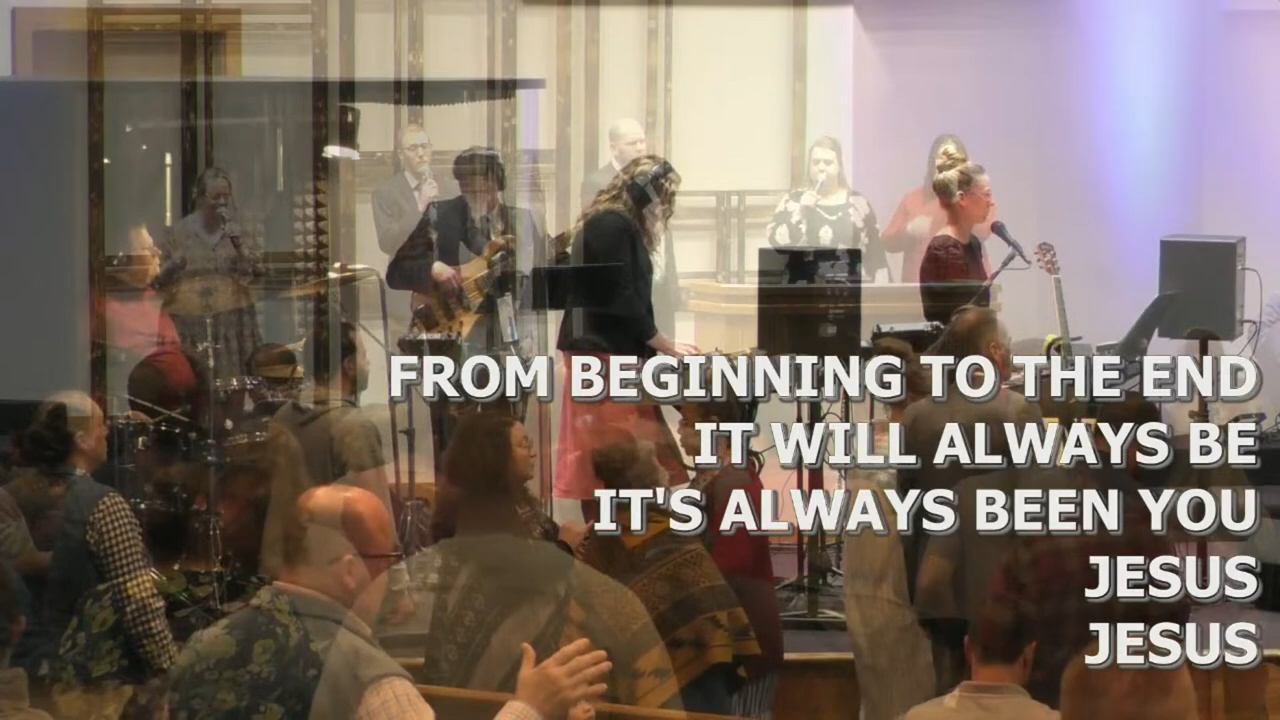 FROM BEGINNING TO THE END
IT WILL ALWAYS BE
IT'S ALWAYS BEEN YOU
JESUS
JESUS